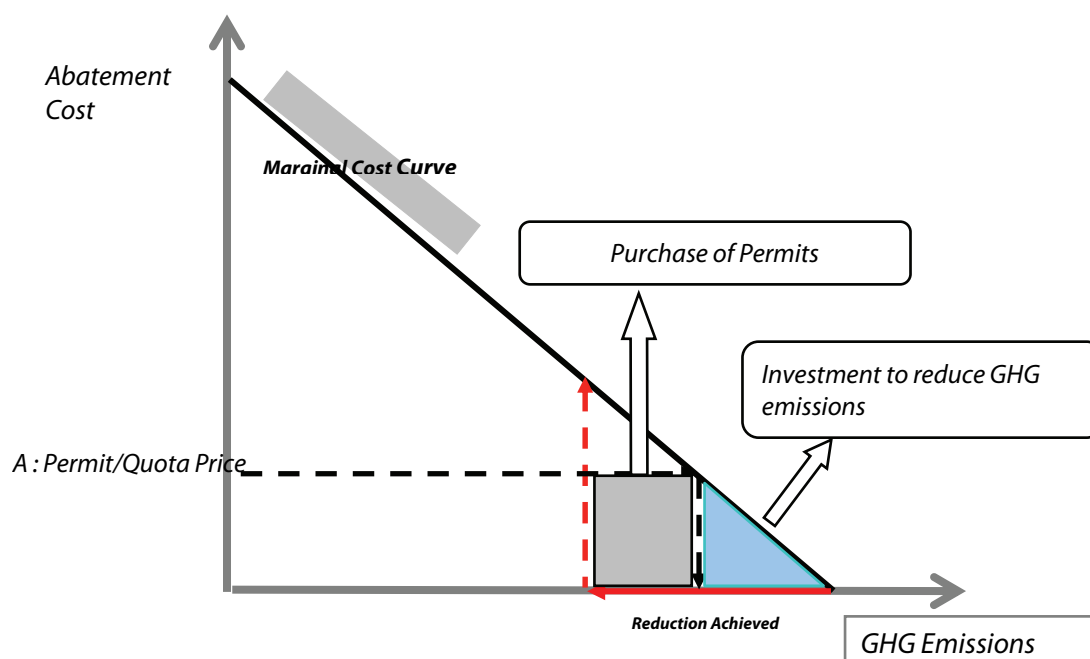 Abatement
Cost
Marginal Cost Curve
Purchase of Permits
Investment to reduce GHG
emissions
A : Permit/Quota Price
Reduction Achieved
GHG Emissions